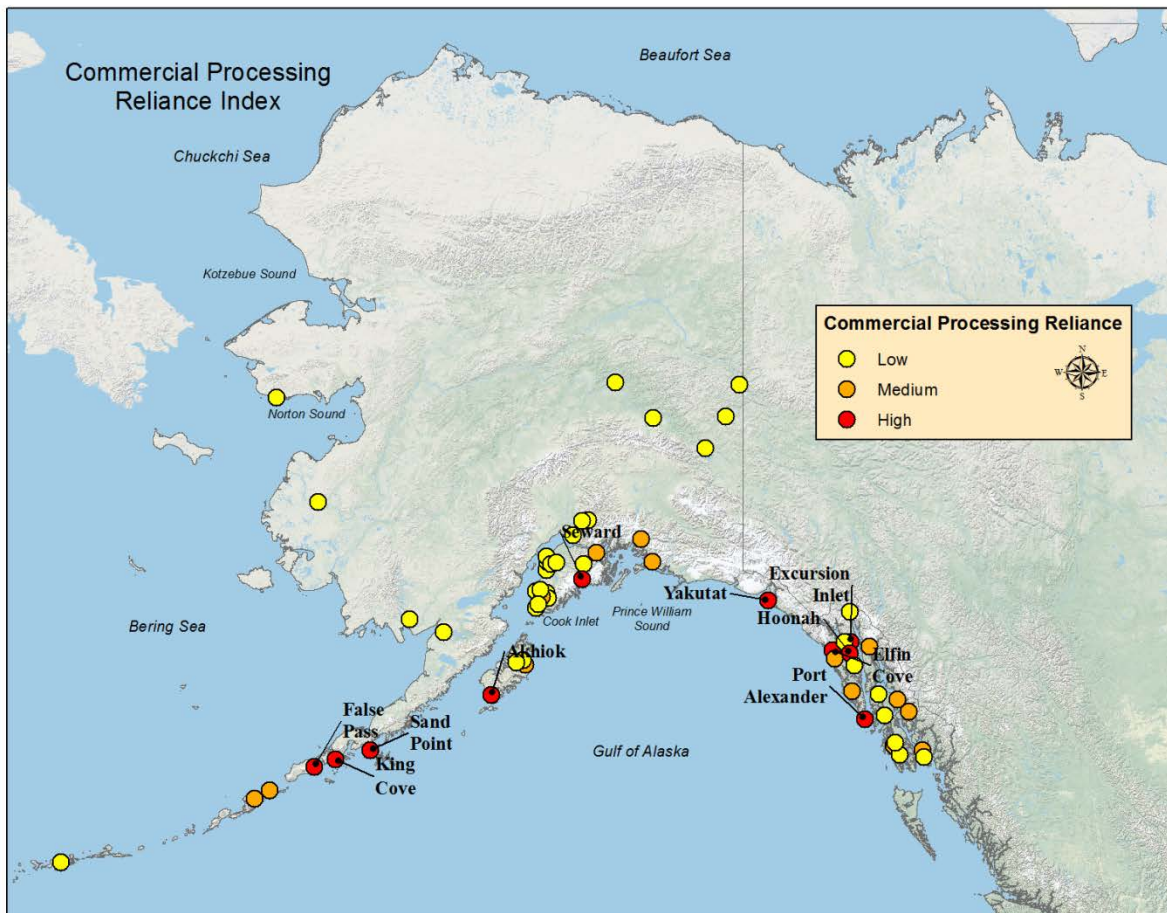 Commercial Processing
Reliance Index
Beaufort Sea
Chuckchi Sea
Kotzebue Sound
Commercial Processing Reliance
Low
Medium
High
N
W
E
S
Norton Sound
Seward
Excursion
Inlet
Yakutat
Hoonah
Cook Inlet
Prince William
Sound
Bering Sea
Akhiok
Elfin
Cove
Port
Alexander
False
Pass
Sand
Point
King
Cove
Gulf of Alaska